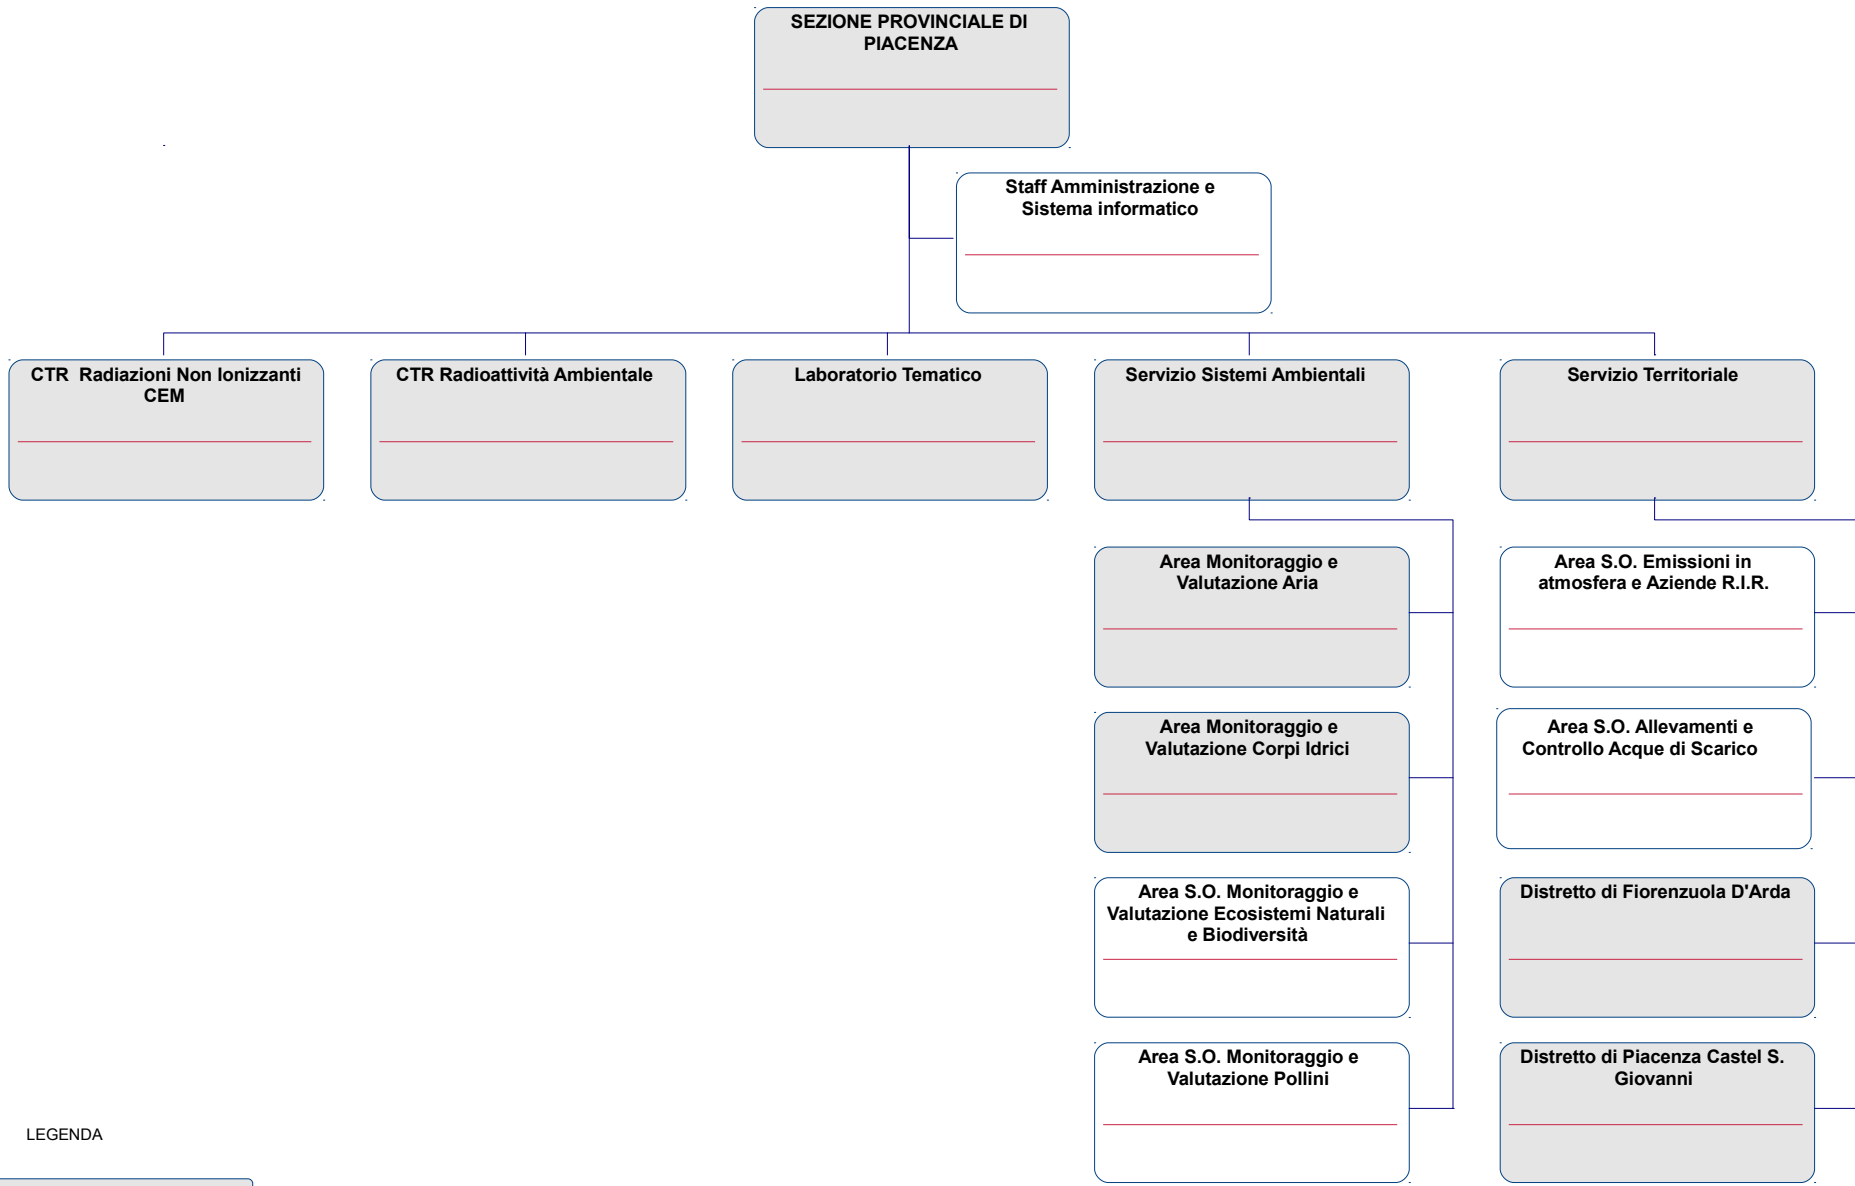 SEZIONE PROVINCIALE DI
PIACENZA
Staff Amministrazione e
Sistema informatico
CTR Radiazioni Non Ionizzanti
CEM
CTR Radioattività Ambientale
Laboratorio Tematico
Servizio Sistemi Ambientali
Servizio Territoriale
Area Monitoraggio e
Valutazione Aria
Area S.O. Emissioni in
atmosfera e Aziende R.I.R.
Area Monitoraggio e
Valutazione Corpi Idrici
Area S.O. Allevamenti e
Controllo Acque di Scarico
Area S.O. Monitoraggio e
Valutazione Ecosistemi Naturali
e Biodiversità
Distretto di Fiorenzuola D'Arda
Area S.O. Monitoraggio e
Valutazione Pollini
Distretto di Piacenza Castel S.
Giovanni
LEGENDA